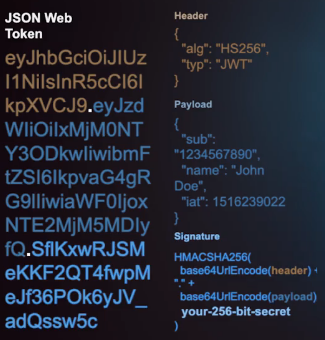 JSON Web
Token
eyJhbGciOiJIUz
I1NiIsInR5cCI6I
kpXVCJ9.eyJzd
WIiOiIxMjM0NT
Y3ODkwIiwibmF
tZSI6IkpvaG4gR
G9lIiwiaWF0Ijox
NTE2MjM5MDIy
fQ.SflKxwRJSM
eKKF2QT4fwpM
eJf36POk6yJV_
adQssw5c
Header
{
"alg": "HS256",
"typ": "JWT"
}
Payload
{
"sub":
"1234567890",
"name": "John
Doe",
"iat": 1516239022
}
Signature
HMACSHA256(
base64UrlEncode(header) +
"." +
base64UrlEncode(payload)
your-256-bit-secret
)